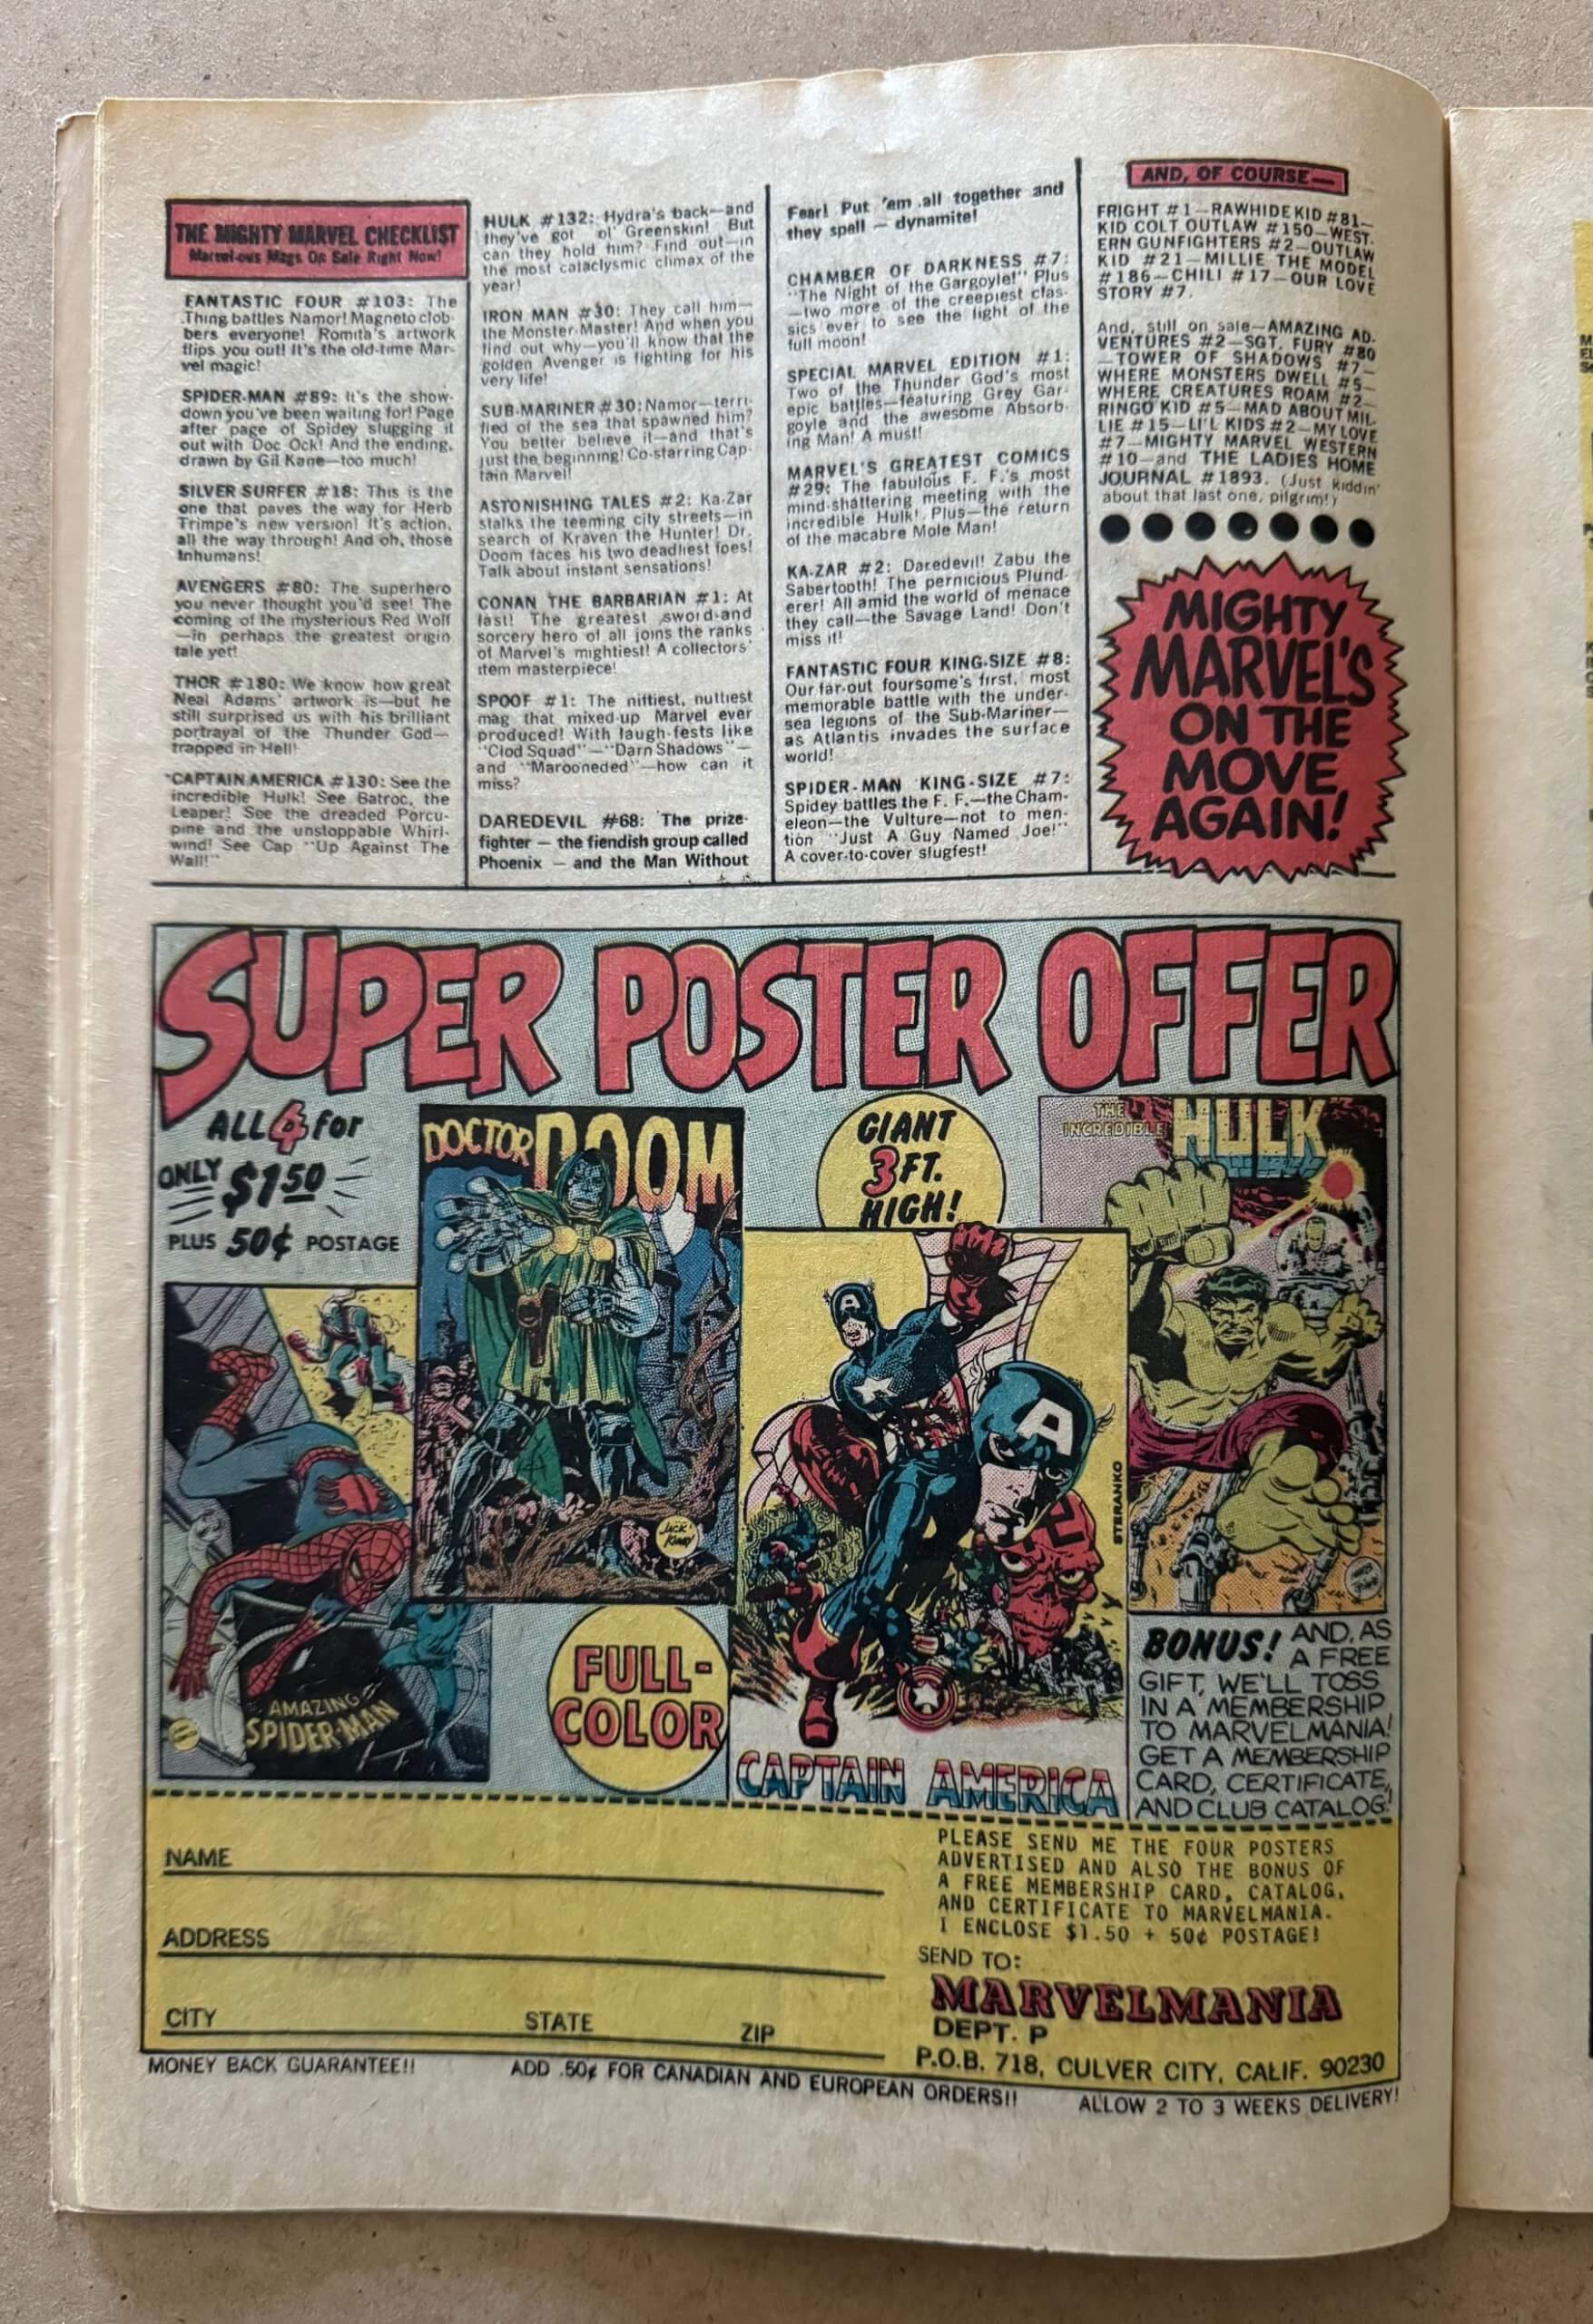 THE MIGHTY MARVEL CHECKLIST
Marvel-ous Mags On Sale Right Now!
FANTASTIC FOUR #103: The
Thing battles Namor! Magneto clob-
bers everyone! Romita's artwork
flips you out! It's the old-time Mar-
vel magic!
SPIDER-MAN #89: It's the show-
down you've been waiting for! Page
after page of Spidey slugging it
out with Doc Ock! And the ending,
drawn by Gil Kane—too much!
SILVER SURFER #18: This is the
one that paves the way for Herb
Trimpe's new version! It's action,
all the way through! And oh, those
Inhumans!
AVENGERS #80: The superhero
you never thought you'd see! The
coming of the mysterious Red Wolf
—in perhaps the greatest origin
tale yet!
THOR #180: We know how great
Neal Adams' artwork is—but he
still surprised us with his brilliant
portrayal of the Thunder God—
trapped in Hell!
CAPTAIN AMERICA #130: See the
incredible Hulk! See Batroc, the
Leaper! See the dreaded Porcu-
pine and the unstoppable Whirl-
wind! See Cap "Up Against The
Wall!"
HULK #132: Hydra's back—and
they've got ol' Greenskin! But
can they hold him? Find out—in
the most cataclysmic climax of the
year!
IRON MAN #30: They call him—
the Monster-Master! And when you
find out why—you'll know that the
golden Avenger is fighting for his
very life!
SUB-MARINER #30: Namor—terri-
fied of the sea that spawned him?
You better believe it—and that's
just the beginning! Co-starring Cap-
tain Marvel!
ASTONISHING TALES #2: Ka-Zar
stalks the teeming city streets—in
search of Kraven the Hunter! Dr.
Doom faces his two deadliest foes!
Talk about instant sensations!
CONAN THE BARBARIAN #1: At
last! The greatest sword-and
sorcery hero of all joins the ranks
of Marvel's mightiest! A collectors'
item masterpiece!
SPOOF #1: The niftiest, nuttiest
mag that mixed-up Marvel ever
produced! With laugh-fests like
"Clod Squad"—"Darn Shadows"—
and "Marooneded"—how can it
miss?
DAREDEVIL #68: The prize-
fighter — the fiendish group called
Phoenix — and the Man Without
Fear! Put 'em all together and
they spell — dynamite!
CHAMBER OF DARKNESS #7:
"The Night of the Gargoyle!" Plus
—two more of the creepiest clas-
sics ever to see the light of the
full moon!
SPECIAL MARVEL EDITION #1:
Two of the Thunder God's most
epic battles—featuring Grey Gar-
goyle and the awesome Absorb-
ing Man! A must!
MARVEL'S GREATEST COMICS
#29: The fabulous F. F.'s most
mind-shattering meeting with the
incredible Hulk! Plus—the return
of the macabre Mole Man!
KA-ZAR #2: Daredevil! Zabu the
Sabertooth! The pernicious Plund-
erer! All amid the world of menace
they call—the Savage Land! Don't
miss it!
FANTASTIC FOUR KING-SIZE #8:
Our far-out foursome's first, most
memorable battle with the under-
sea legions of the Sub-Mariner—
as Atlantis invades the surface
world!
SPIDER-MAN KING-SIZE #7:
Spidey battles the F. F.—the Cham-
eleon—the Vulture—not to men-
tion "Just A Guy Named Joe!"
A cover-to-cover slugfest!
AND, OF COURSE—
FRIGHT #1—RAWHIDE KID #81—
KID COLT OUTLAW #150—WEST-
ERN GUNFIGHTERS #2—OUTLAW
KID #21—MILLIE THE MODEL
#186—CHILI #17—OUR LOVE
STORY #7.
And, still on sale—AMAZING AD-
VENTURES #2—SGT. FURY #80
—TOWER OF SHADOWS #7—
WHERE MONSTERS DWELL #5—
WHERE CREATURES ROAM #2—
RINGO KID #5—MAD ABOUT MIL-
LIE #15—LI'L KIDS #2—MY LOVE
#7—MIGHTY MARVEL WESTERN
#10—and THE LADIES HOME
JOURNAL #1893. (Just kiddin'
about that last one, pilgrim!)
MIGHTY
MARVEL'S
ON THE
MOVE
AGAIN!
SUPER POSTER OFFER
ALL 4 for
ONLY $1.50
PLUS 50¢ POSTAGE
DOCTOR DOOM
GIANT
3 FT.
HIGH!
THE
INCREDIBLE HULK
A
A
STERANKO
JACK
KIRBY
AMAZING
SPIDER-MAN
FULL-
COLOR
CAPTAIN AMERICA
BONUS! AND, AS
A FREE
GIFT, WE'LL TOSS
IN A MEMBERSHIP
TO MARVELMANIA!
GET A MEMBERSHIP
CARD, CERTIFICATE,
AND CLUB CATALOG!
NAME
ADDRESS
CITY STATE ZIP
PLEASE SEND ME THE FOUR POSTERS
ADVERTISED AND ALSO THE BONUS OF
A FREE MEMBERSHIP CARD, CATALOG,
AND CERTIFICATE TO MARVELMANIA.
I ENCLOSE $1.50 + 50¢ POSTAGE!
SEND TO:
MARVELMANIA
DEPT. P
P.O.B. 718, CULVER CITY, CALIF. 90230
MONEY BACK GUARANTEE!! ADD .50¢ FOR CANADIAN AND EUROPEAN ORDERS!! ALLOW 2 TO 3 WEEKS DELIVERY!